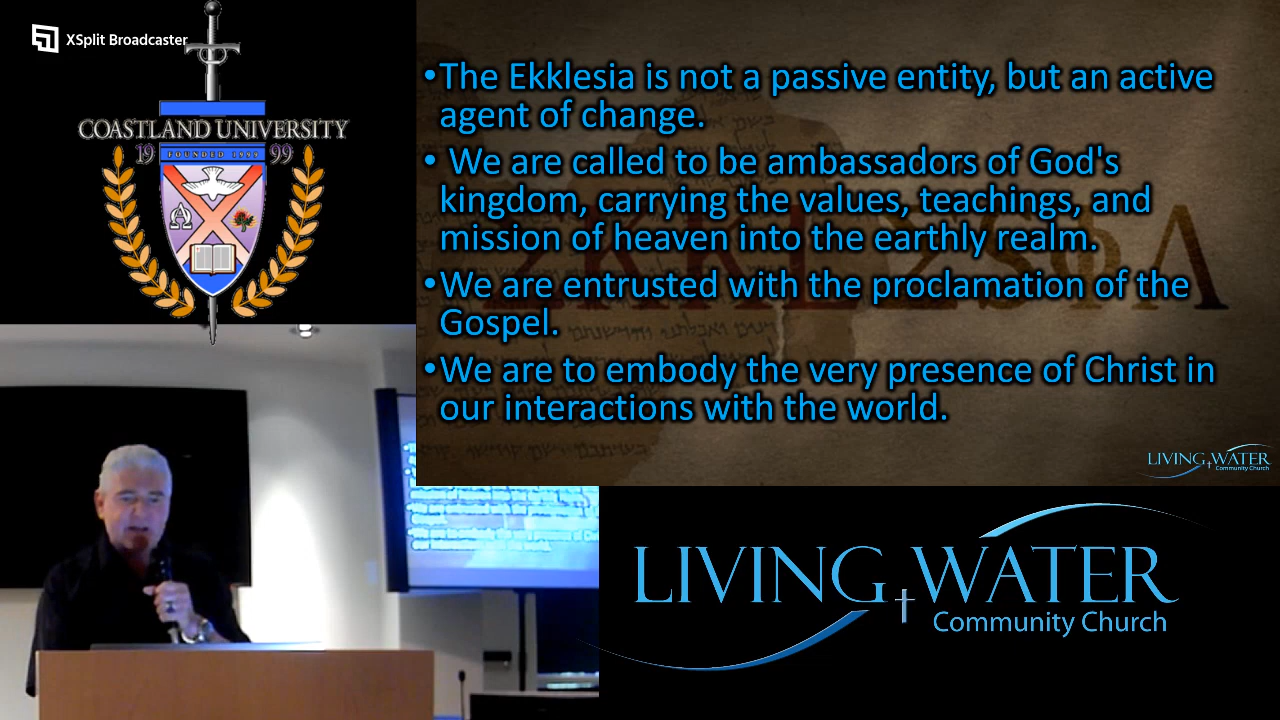 XSplit Broadcaster
COASTLAND UNIVERSITY
19 FOUNDED 1999 99
•The Ekklesia is not a passive entity, but an active
agent of change.
• We are called to be ambassadors of God's
kingdom, carrying the values, teachings, and
mission of heaven into the earthly realm.
•We are entrusted with the proclamation of the
Gospel.
•We are to embody the very presence of Christ in
our interactions with the world.
LIVING WATER
Community Church
LIVING WATER
Community Church